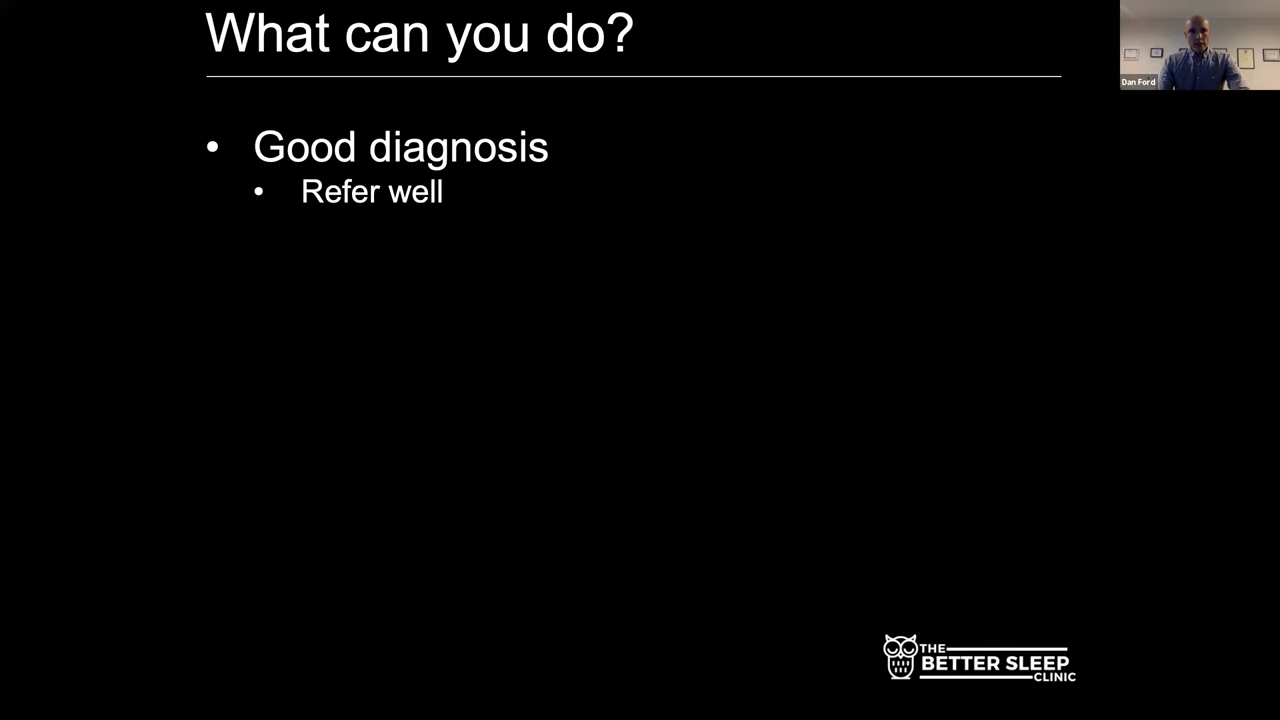 What can you do?
Dan Ford
• Good diagnosis
• Refer well
THE
BETTER SLEEP
CLINIC